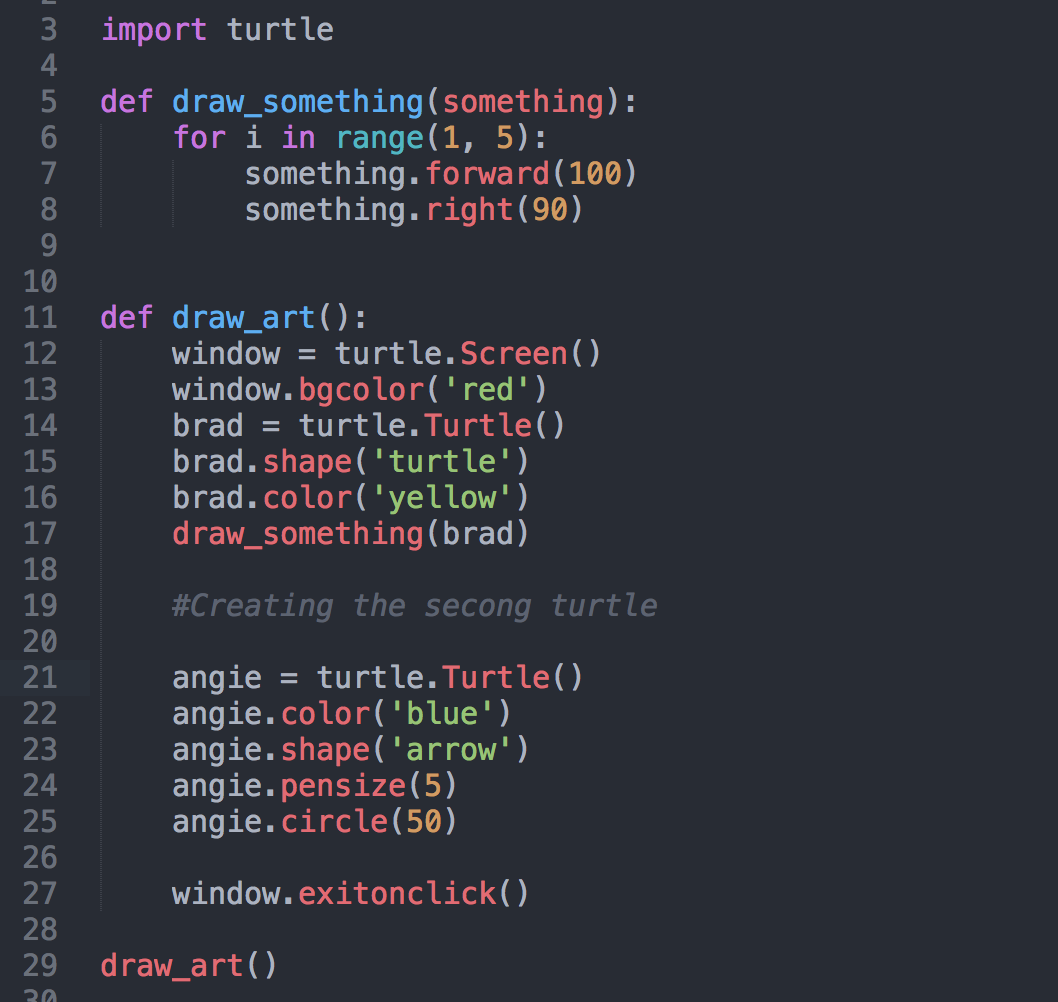 2
3 import turtle
4
5 def draw_something(something):
6     for i in range(1, 5):
7         something.forward(100)
8         something.right(90)
9
10
11 def draw_art():
12     window = turtle.Screen()
13     window.bgcolor('red')
14     brad = turtle.Turtle()
15     brad.shape('turtle')
16     brad.color('yellow')
17     draw_something(brad)
18
19     #Creating the secong turtle
20
21     angie = turtle.Turtle()
22     angie.color('blue')
23     angie.shape('arrow')
24     angie.pensize(5)
25     angie.circle(50)
26
27     window.exitonclick()
28
29 draw_art()
30